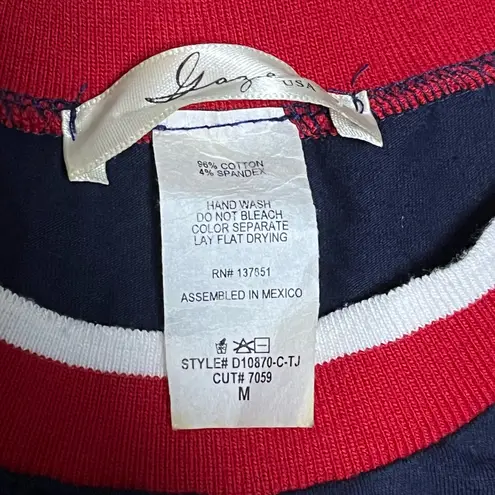 Gaze USA
96% COTTON
4% SPANDEX
HAND WASH
DO NOT BLEACH
COLOR SEPARATE
LAY FLAT DRYING
RN# 137651
ASSEMBLED IN MEXICO
STYLE# D10870-C-TJ
CUT# 7059
M